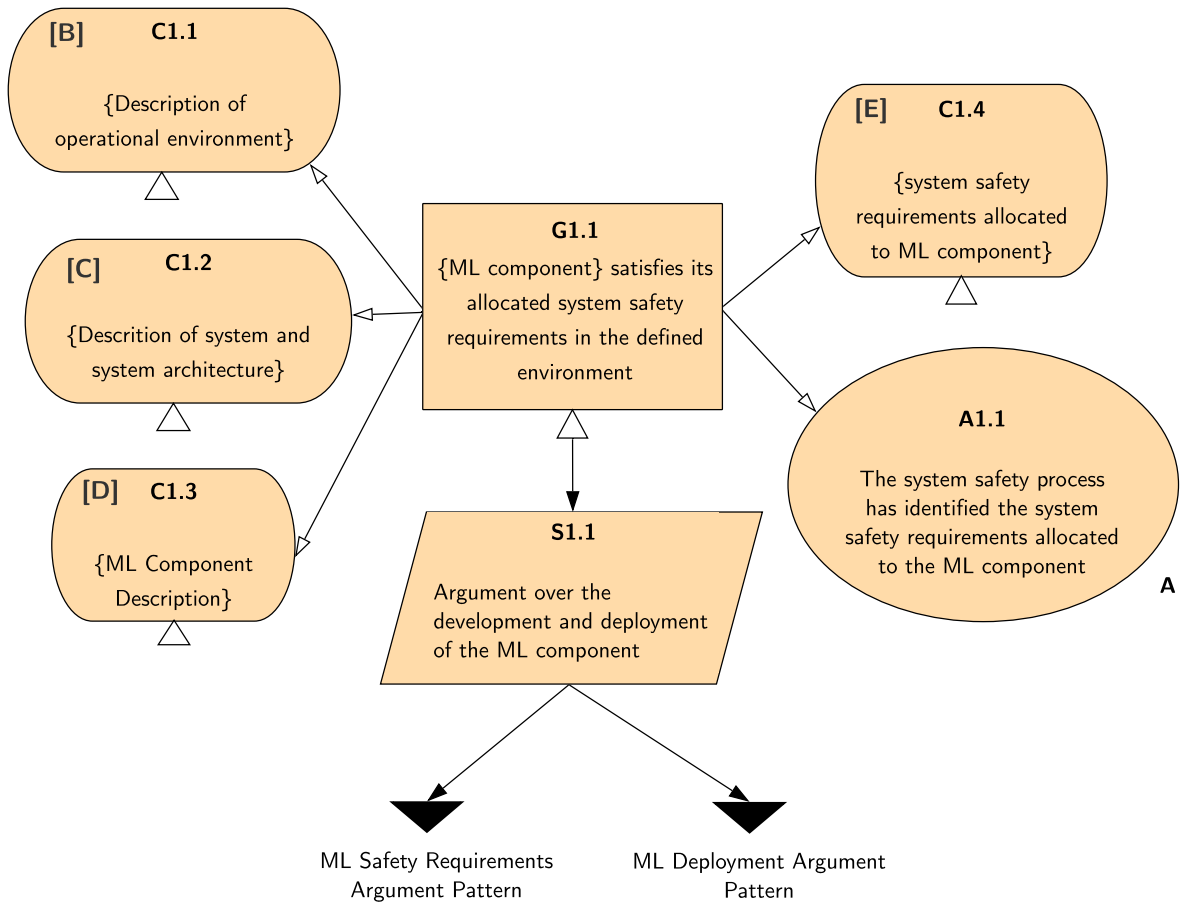 [B] C1.1
{Description of
operational environment}
[C] C1.2
{Descrition of system and
system architecture}
[D] C1.3
{ML Component
Description}
G1.1
{ML component} satisfies its
allocated system safety
requirements in the defined
environment
S1.1
Argument over the
development and deployment
of the ML component
[E] C1.4
{system safety
requirements allocated
to ML component}
A1.1
The system safety process
has identified the system
safety requirements allocated
to the ML component
A
ML Safety Requirements
Argument Pattern
ML Deployment Argument
Pattern